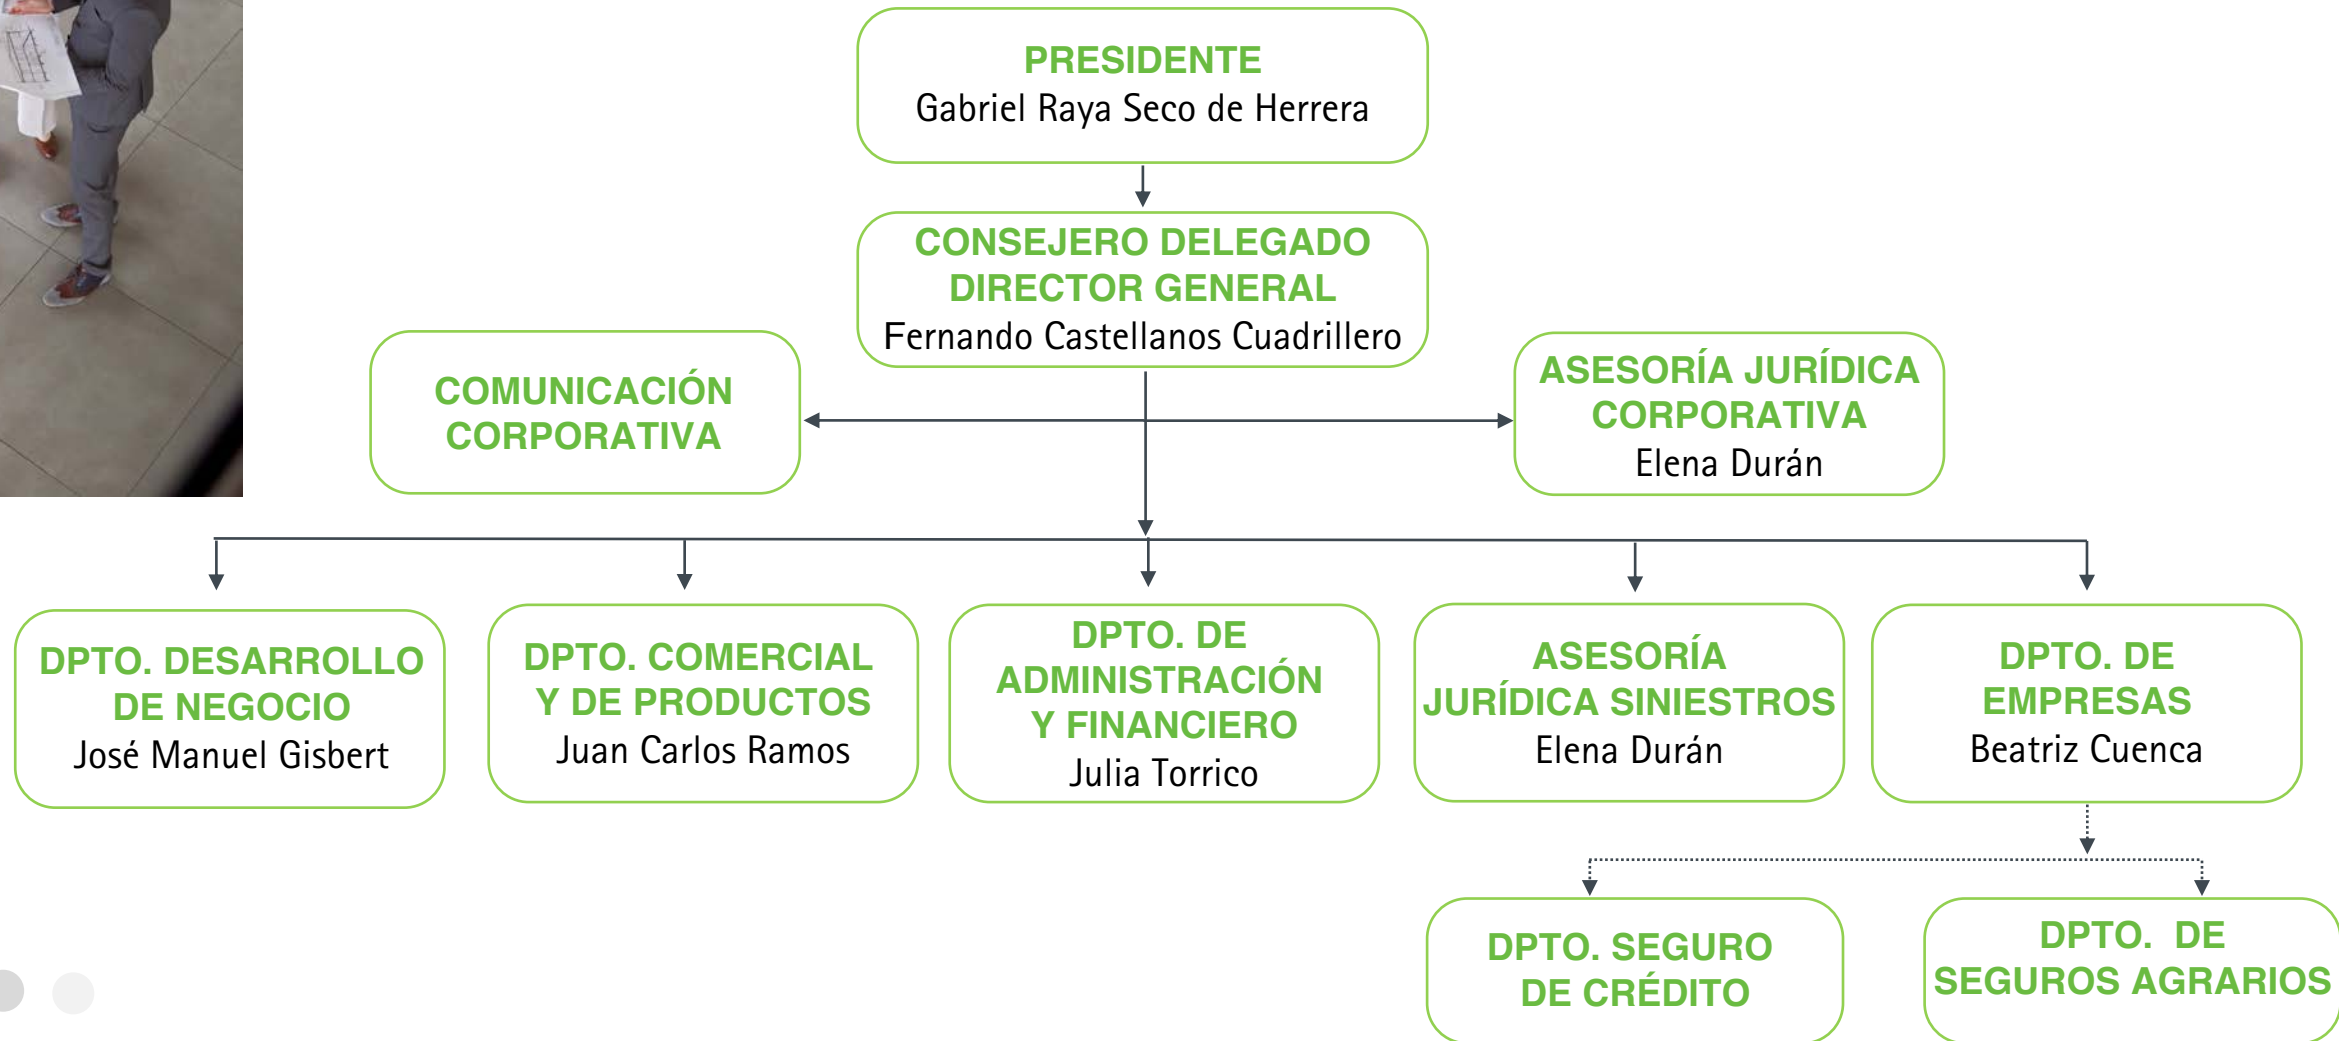 PRESIDENTE
Gabriel Raya Seco de Herrera
CONSEJERO DELEGADO
DIRECTOR GENERAL
Fernando Castellanos Cuadrillero
COMUNICACIÓN
CORPORATIVA
ASESORÍA JURÍDICA
CORPORATIVA
Elena Durán
DPTO. DESARROLLO
DE NEGOCIO
José Manuel Gisbert
DPTO. COMERCIAL
Y DE PRODUCTOS
Juan Carlos Ramos
DPTO. DE
ADMINISTRACIÓN
Y FINANCIERO
Julia Torrico
ASESORÍA
JURÍDICA SINIESTROS
Elena Durán
DPTO. DE
EMPRESAS
Beatriz Cuenca
DPTO. SEGURO
DE CRÉDITO
DPTO. DE
SEGUROS AGRARIOS